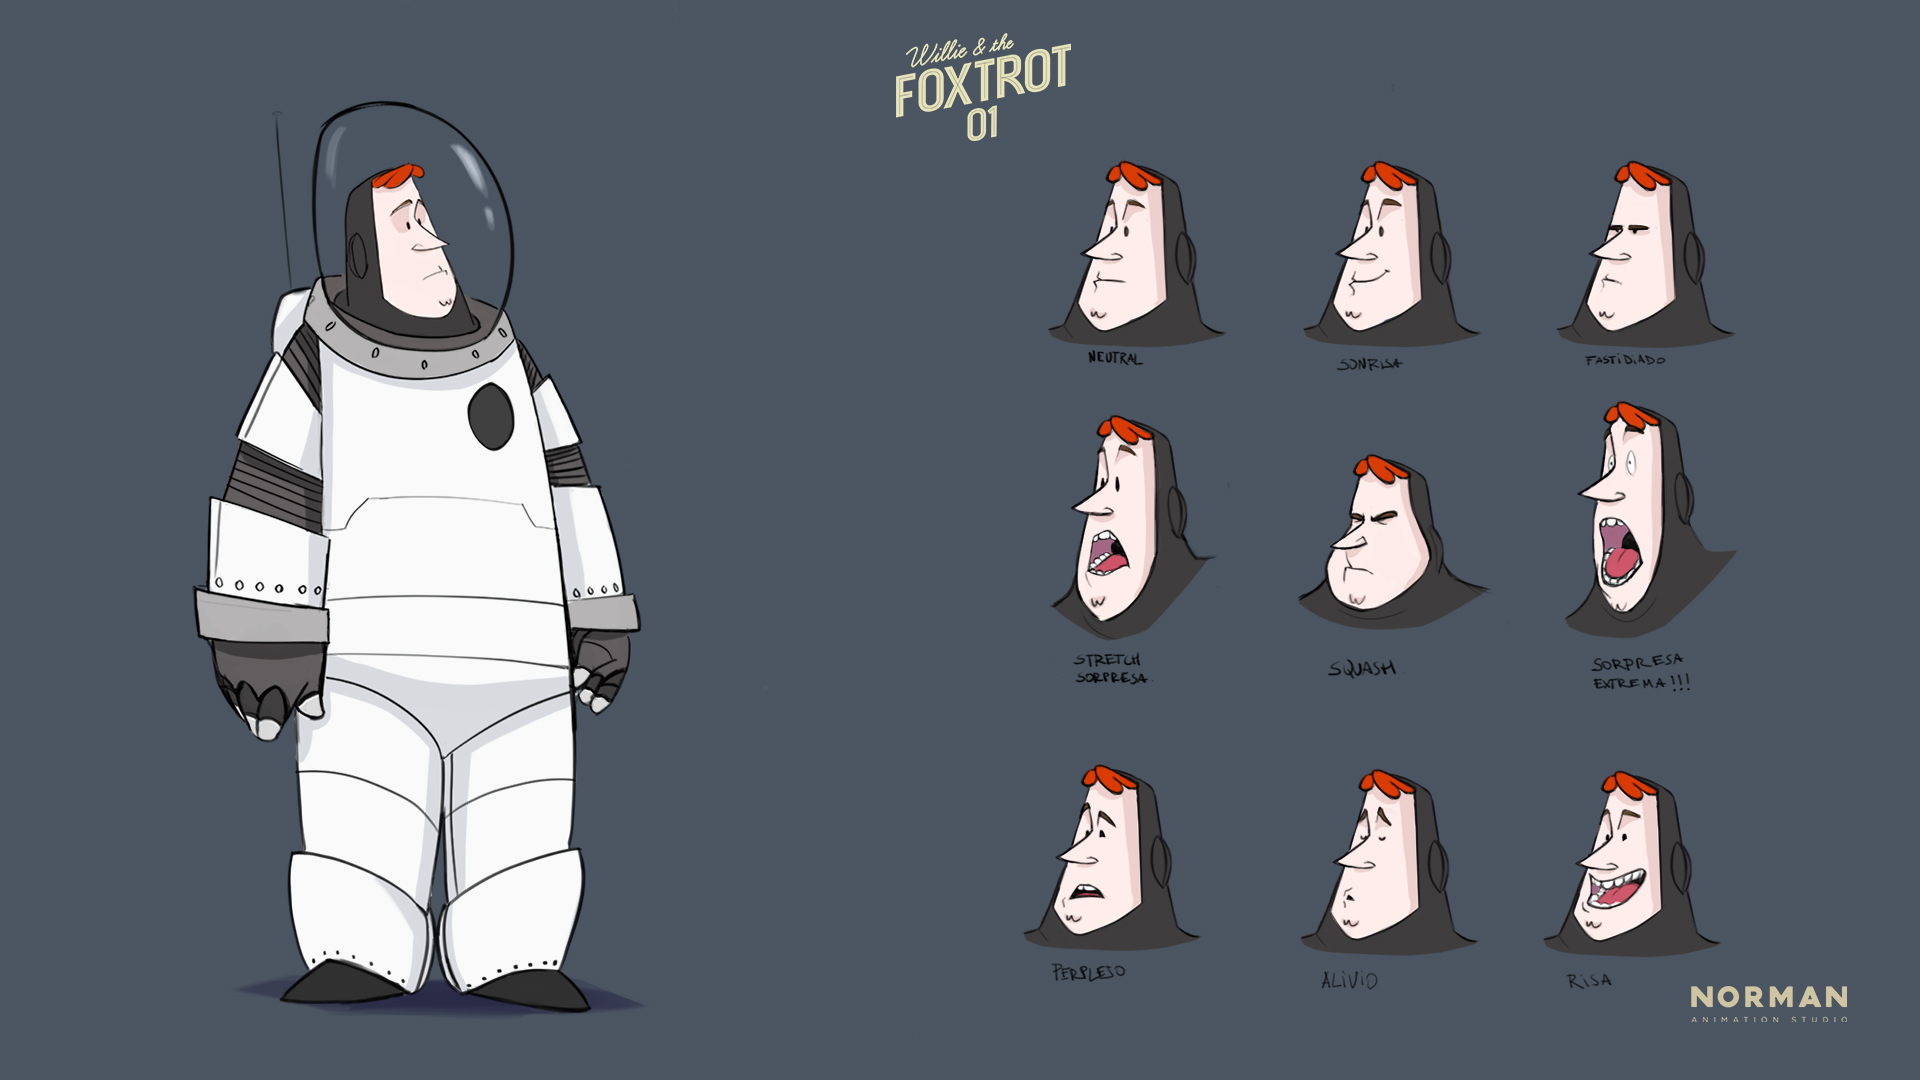 Willie & the
FOXTROT
01
NEUTRAL
SONRISA
FASTIDIADO
STRETCH
SORPRESA.
SQUASH
SORPRESA
EXTREMA!!!
PERPLEJO
ALIVIO
RISA
NORMAN
ANIMATION STUDIO